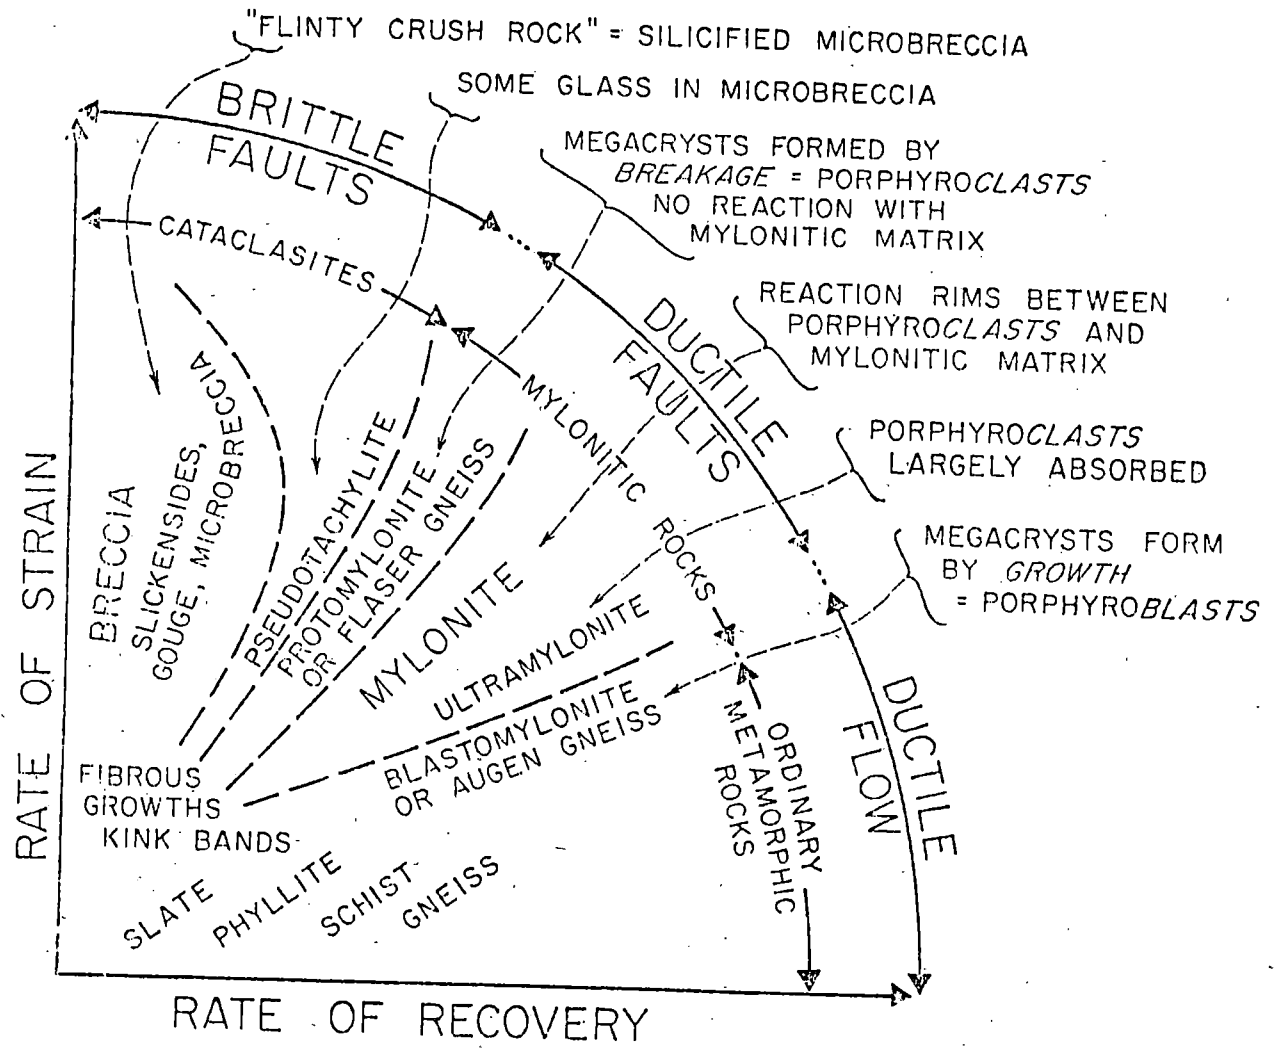 "FLINTY CRUSH ROCK" = SILICIFIED MICROBRECCIA
SOME GLASS IN MICROBRECCIA
MEGACRYSTS FORMED BY
BREAKAGE = PORPHYROCLASTS
NO REACTION WITH
MYLONITIC MATRIX
REACTION RIMS BETWEEN
PORPHYROCLASTS AND
MYLONITIC MATRIX
PORPHYROCLASTS
LARGELY ABSORBED
MEGACRYSTS FORM
BY GROWTH
= PORPHYROBLASTS
BRITTLE
FAULTS
DUCTILE
FAULTS
DUCTILE
FLOW
CATACLASITES
MYLONITIC ROCKS
ORDINARY
METAMORPHIC
ROCKS
BRECCIA
SLICKENSIDES,
GOUGE, MICROBRECCIA
PSEUDOTACHYLITE
PROTOMYLONITE
OR FLASER GNEISS
MYLONITE
ULTRAMYLONITE
BLASTOMYLONITE
OR AUGEN GNEISS
FIBROUS
GROWTHS
KINK BANDS
SLATE
PHYLLITE
SCHIST
GNEISS
RATE OF STRAIN
RATE OF RECOVERY